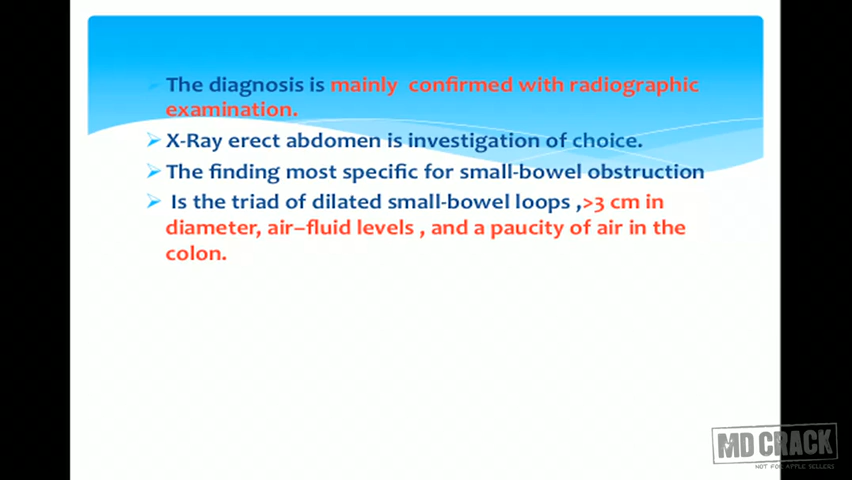 The diagnosis is mainly confirmed with radiographic
examination.
X-Ray erect abdomen is investigation of choice.
The finding most specific for small-bowel obstruction
Is the triad of dilated small-bowel loops ,>3 cm in
diameter, air–fluid levels , and a paucity of air in the
colon.
MD CRACK
NOT FOR APPLE SELLERS